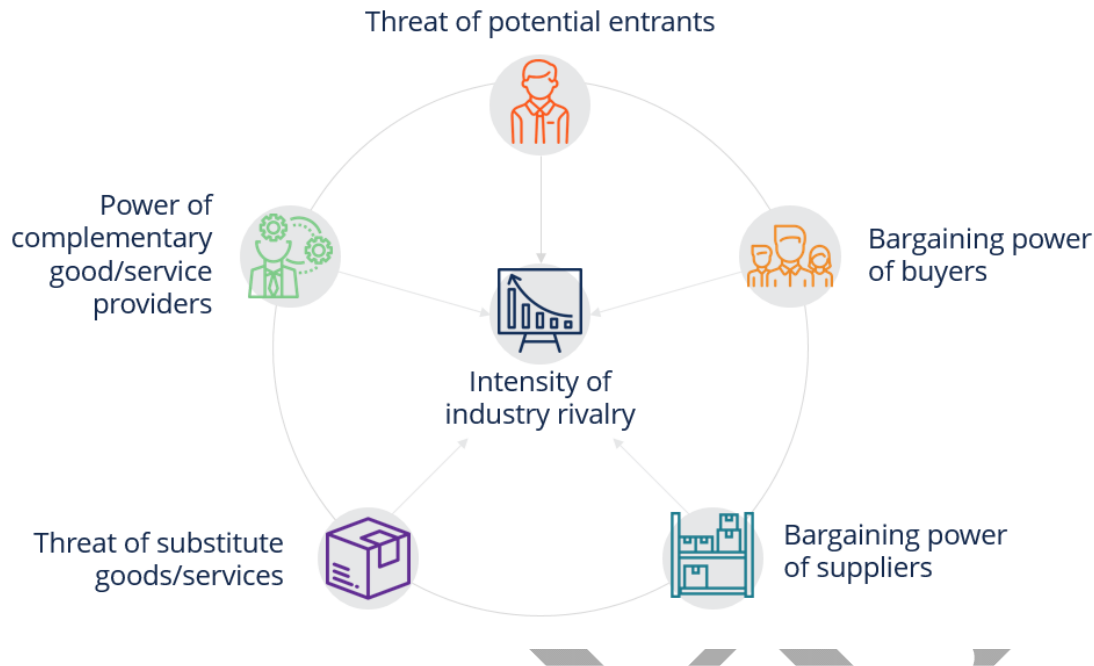 Threat of potential entrants
Power of
complementary
good/service
providers
Bargaining power
of buyers
Intensity of
industry rivalry
Threat of substitute
goods/services
Bargaining power
of suppliers